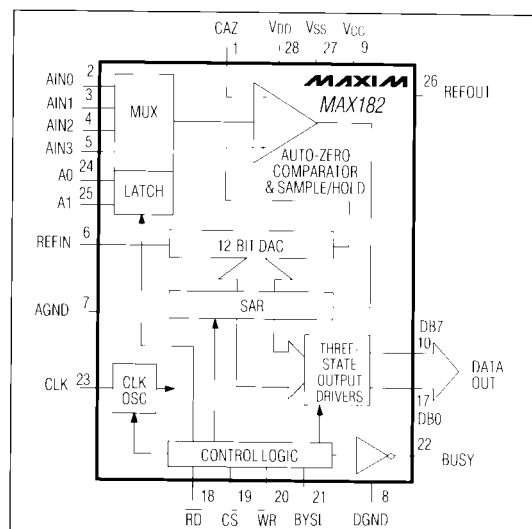 CAZ VDD VSS VCC
1 28 27 9
MAXIM
MAX182
26
REFOUT
AIN0 2
AIN1 3
AIN2 4
AIN3 5
MUX
A0 24
A1 25
LATCH
AUTO-ZERO
COMPARATOR
& SAMPLE/HOLD
REFIN 6
12 BIT DAC
AGND 7
SAR
DB7
10
THREE-
STATE
OUTPUT
DRIVERS
DATA
OUT
CLK 23
CLK
OSC
17
DB0
CONTROL LOGIC
22
BUSY
18 19 20 21 8
RD CS WR BYSL DGND